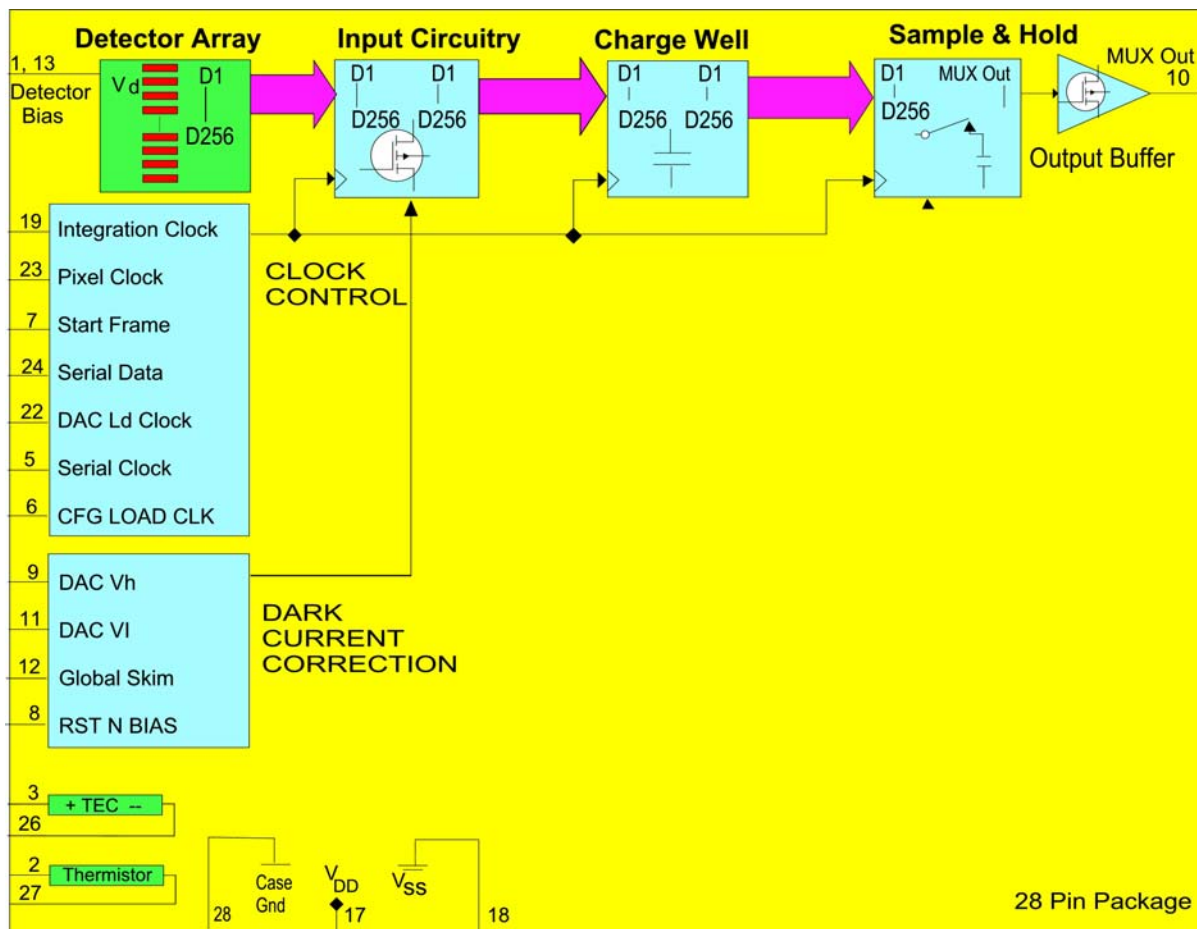 Detector Array
Input Circuitry
Charge Well
Sample & Hold
1, 13
Detector
Bias
Vd
D1
D256
D1
D1
D256
D256
D1
D1
D256
D256
D1
MUX Out
D256
MUX Out
10
Output Buffer
19
Integration Clock
23
Pixel Clock
7
Start Frame
24
Serial Data
22
DAC Ld Clock
5
Serial Clock
6
CFG LOAD CLK
CLOCK
CONTROL
9
DAC Vh
11
DAC Vl
12
Global Skim
8
RST N BIAS
DARK
CURRENT
CORRECTION
3
+ TEC --
26
2
Thermistor
27
28
Case
Gnd
VDD
17
VSS
18
28 Pin Package